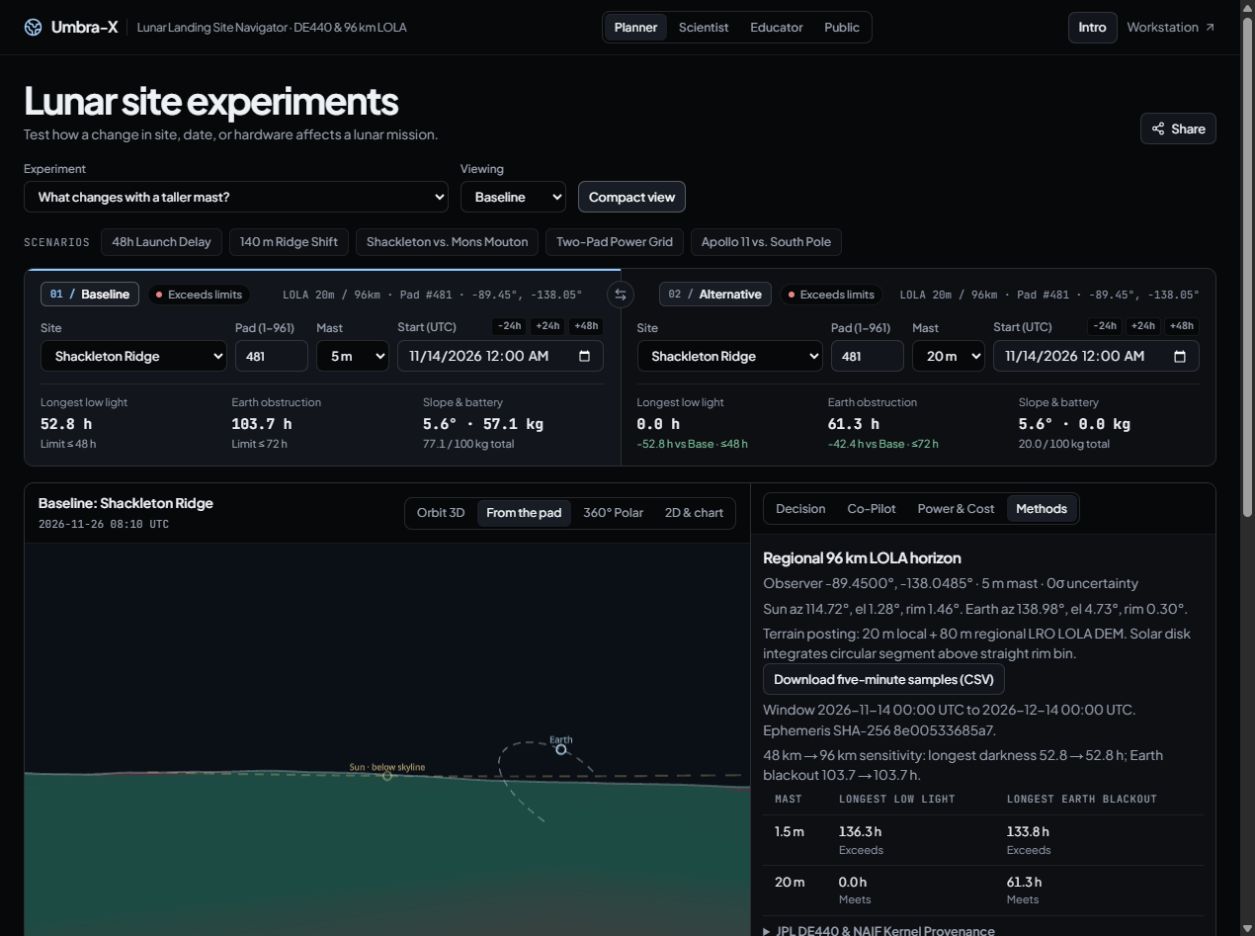 Umbra-X
Lunar Landing Site Navigator · DE440 & 96 km LOLA
Planner
Scientist
Educator
Public
Intro
Workstation ↗
Lunar site experiments
Test how a change in site, date, or hardware affects a lunar mission.
Share
Experiment
Viewing
What changes with a taller mast?
Baseline
Compact view
SCENARIOS
48h Launch Delay
140 m Ridge Shift
Shackleton vs. Mons Mouton
Two-Pad Power Grid
Apollo 11 vs. South Pole
01 / Baseline
Exceeds limits
LOLA 20m / 96km · Pad #481 · -89.45°, -138.05°
Site
Pad (1–961)
Mast
Start (UTC)
-24h
+24h
+48h
Shackleton Ridge
481
5 m
11/14/2026 12:00 AM
Longest low light
Earth obstruction
Slope & battery
52.8 h
103.7 h
5.6° · 57.1 kg
Limit ≤ 48 h
Limit ≤ 72 h
77.1 / 100 kg total
02 / Alternative
Exceeds limits
LOLA 20m / 96km · Pad #481 · -89.45°, -138.05°
Site
Pad (1–961)
Mast
Start (UTC)
-24h
+24h
+48h
Shackleton Ridge
481
20 m
11/14/2026 12:00 AM
Longest low light
Earth obstruction
Slope & battery
0.0 h
61.3 h
5.6° · 0.0 kg
-52.8 h vs Base · ≤48 h
-42.4 h vs Base · ≤72 h
20.0 / 100 kg total
Baseline: Shackleton Ridge
2026-11-26 08:10 UTC
Orbit 3D
From the pad
360° Polar
2D & chart
Earth
Sun · below skyline
Decision
Co-Pilot
Power & Cost
Methods
Regional 96 km LOLA horizon
Observer -89.4500°, -138.0485° · 5 m mast · 0σ uncertainty
Sun az 114.72°, el 1.28°, rim 1.46°. Earth az 138.98°, el 4.73°, rim 0.30°.
Terrain posting: 20 m local + 80 m regional LRO LOLA DEM. Solar disk
integrates circular segment above straight rim bin.
Download five-minute samples (CSV)
Window 2026-11-14 00:00 UTC to 2026-12-14 00:00 UTC.
Ephemeris SHA-256 8e00533685a7.
48 km → 96 km sensitivity: longest darkness 52.8 → 52.8 h; Earth
blackout 103.7 → 103.7 h.
MAST
LONGEST LOW LIGHT
LONGEST EARTH BLACKOUT
1.5 m
136.3 h
133.8 h
Exceeds
Exceeds
20 m
0.0 h
61.3 h
Meets
Meets
JPL DE440 & NAIF Kernel Provenance